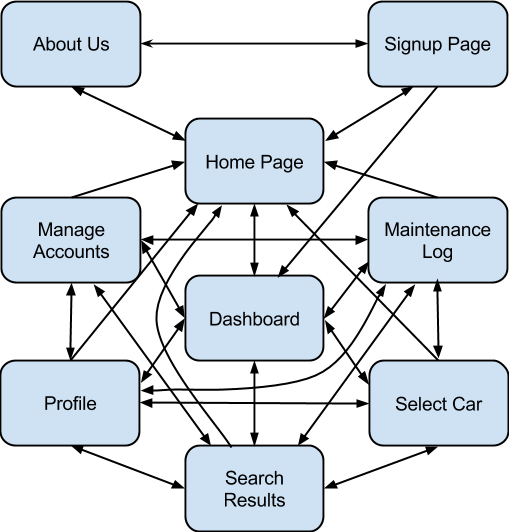 About Us
Signup Page
Home Page
Manage
Accounts
Maintenance
Log
Dashboard
Profile
Select Car
Search
Results